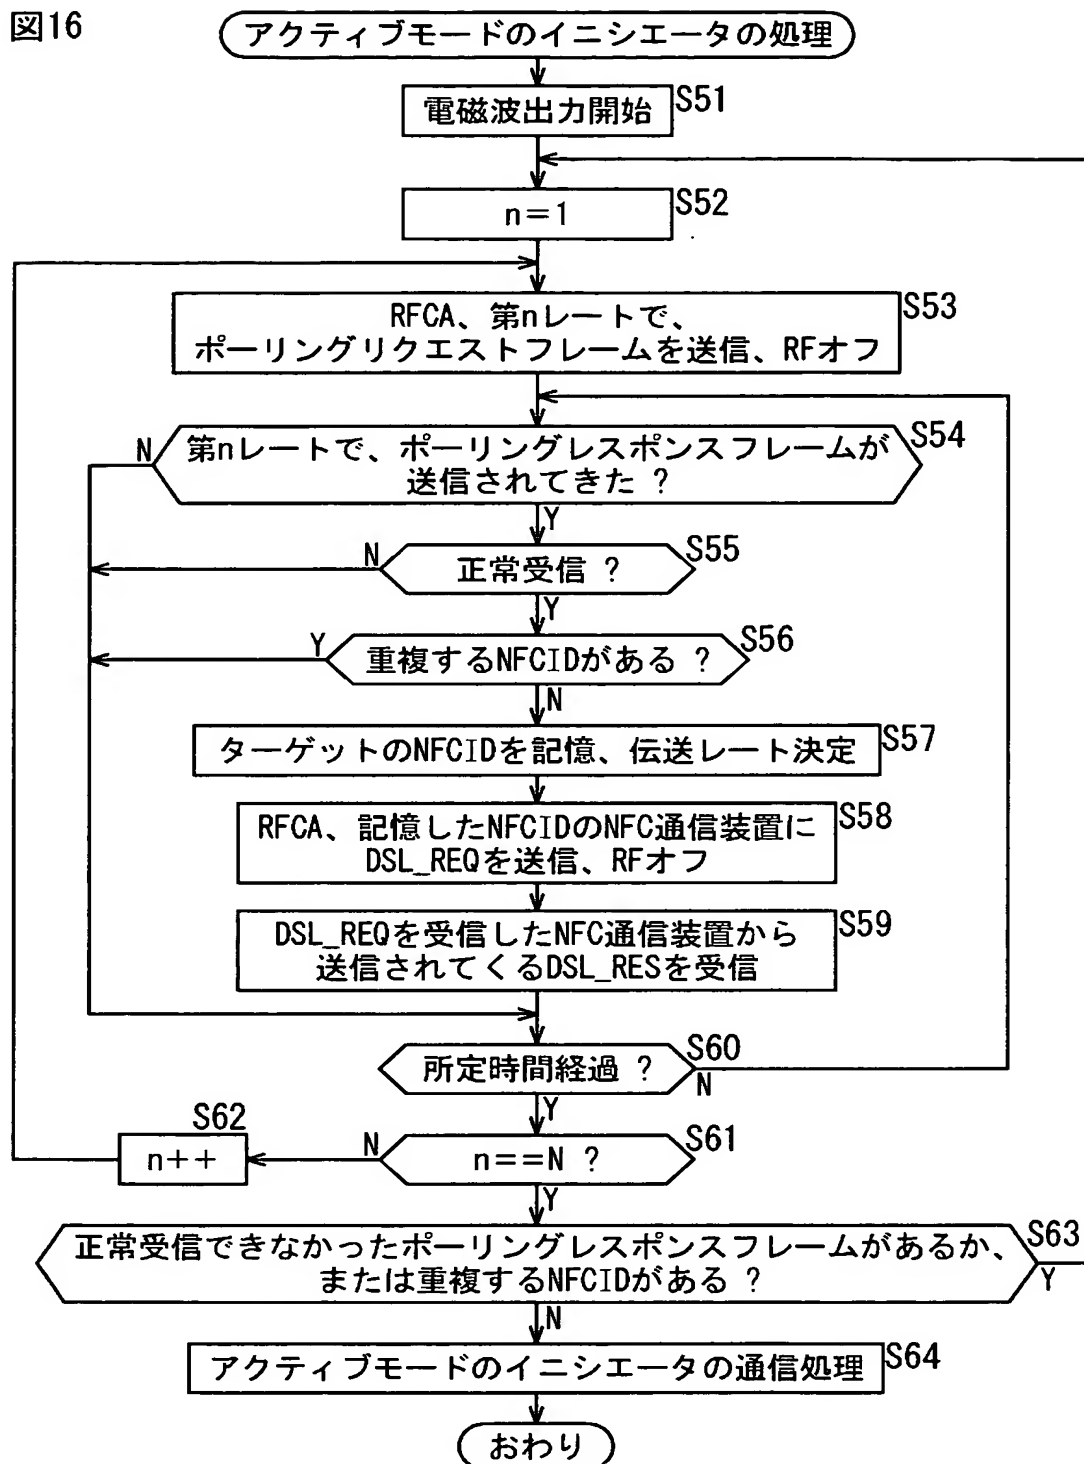 図16
アクティブモードのイニシエータの処理
電磁波出力開始
S51
n=1
S52
RFCA、第nレートで、
ポーリングリクエストフレームを送信、RFオフ
S53
第nレートで、ポーリングレスポンスフレームが
送信されてきた ?
S54
N
Y
正常受信 ?
S55
N
Y
重複するNFCIDがある ?
S56
Y
N
ターゲットのNFCIDを記憶、伝送レート決定
S57
RFCA、記憶したNFCIDのNFC通信装置に
DSL_REQを送信、RFオフ
S58
DSL_REQを受信したNFC通信装置から
送信されてくるDSL_RESを受信
S59
所定時間経過 ?
S60
N
Y
S62
n++
N
n==N ?
S61
Y
正常受信できなかったポーリングレスポンスフレームがあるか、
または重複するNFCIDがある ?
S63
Y
N
アクティブモードのイニシエータの通信処理
S64
おわり